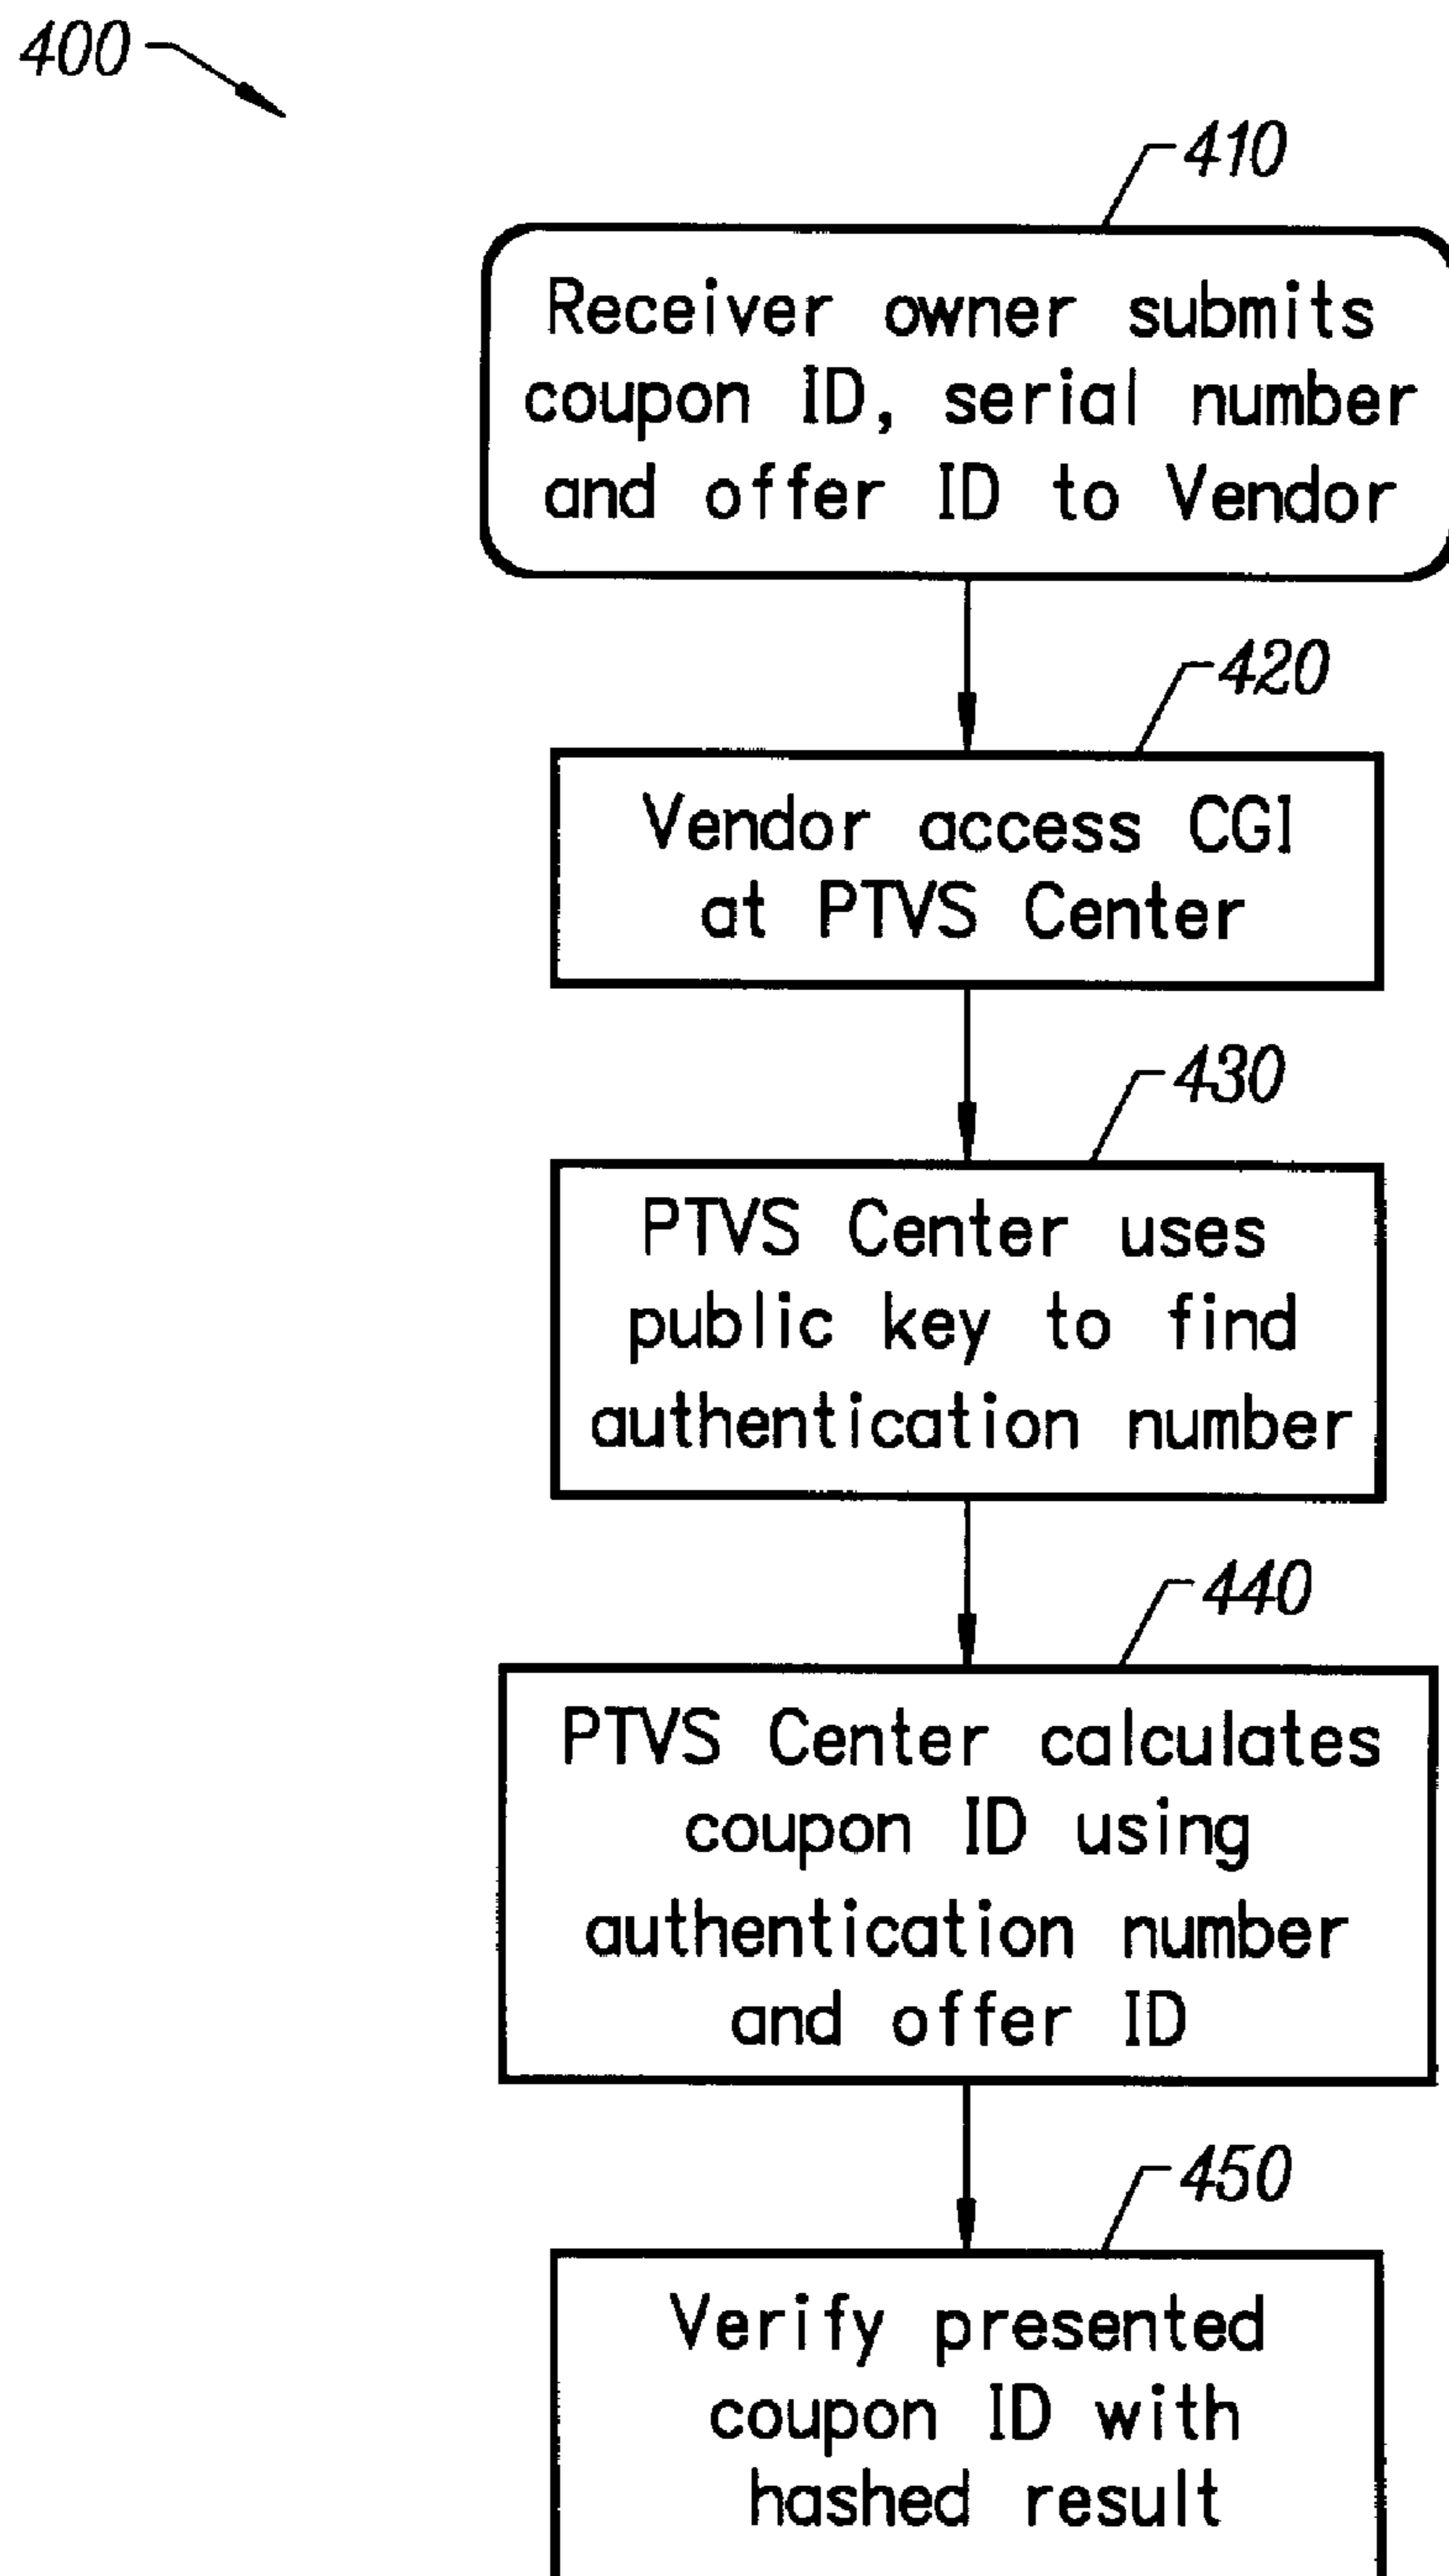 400
410
Receiver owner submits
coupon ID, serial number
and offer ID to Vendor
420
Vendor access CGI
at PTVS Center
430
PTVS Center uses
public key to find
authentication number
440
PTVS Center calculates
coupon ID using
authentication number
and offer ID
450
Verify presented
coupon ID with
hashed result